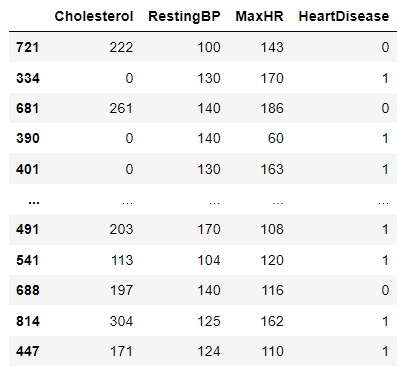 Cholesterol RestingBP MaxHR HeartDisease
721 222 100 143 0
334 0 130 170 1
681 261 140 186 0
390 0 140 60 1
401 0 130 163 1
... ... ... ... ...
491 203 170 108 1
541 113 104 120 1
688 197 140 116 0
814 304 125 162 1
447 171 124 110 1